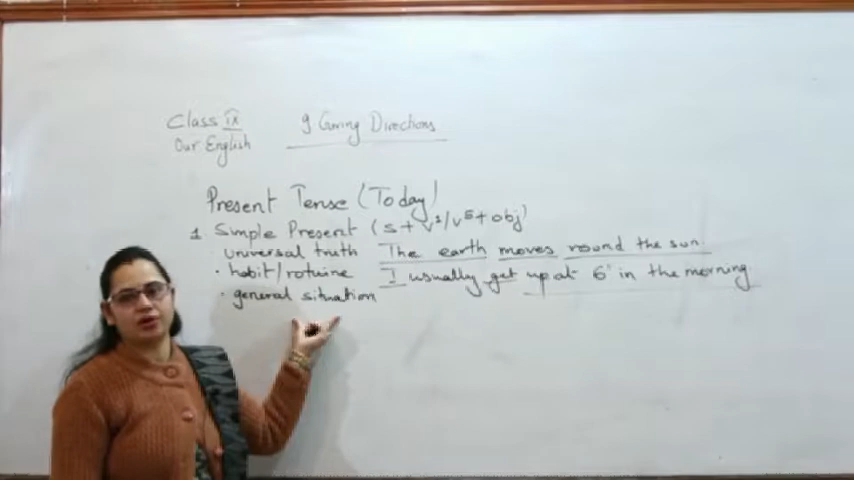 Class IX 9 Giving Directions
Our English
Present Tense (Today)
1 Simple Present (S + V¹/V⁵ + obj)
universal truth The earth moves round the sun.
· habit/rotuine I usually get up at 6' in the morning
· general situation